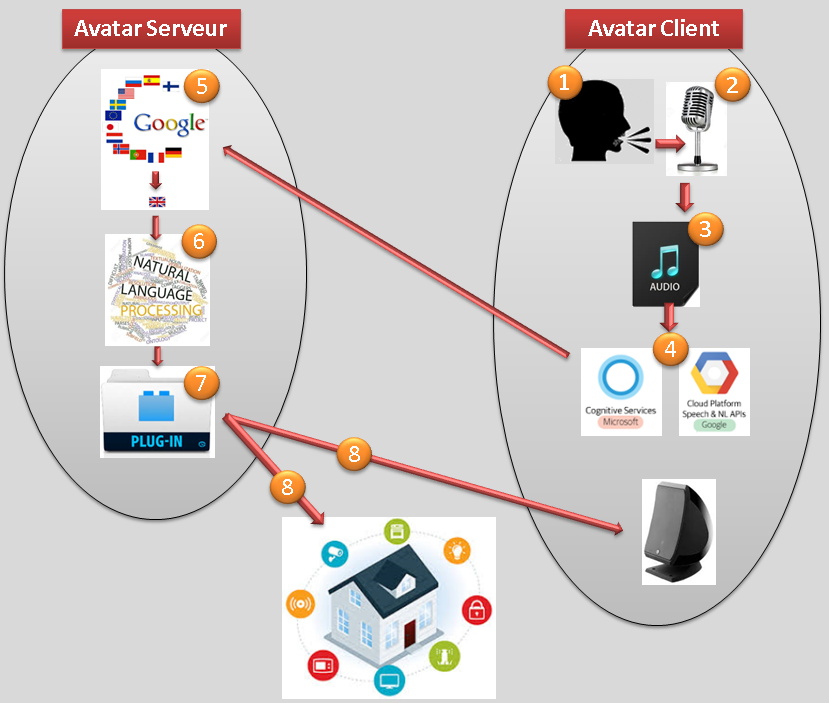 Avatar Serveur
Avatar Client
5
Google
6
NATURAL
LANGUAGE
PROCESSING
7
PLUG-IN
1
2
3
AUDIO
4
Cognitive Services
Microsoft
Cloud Platform
Speech & NL APIs
Google
8
8